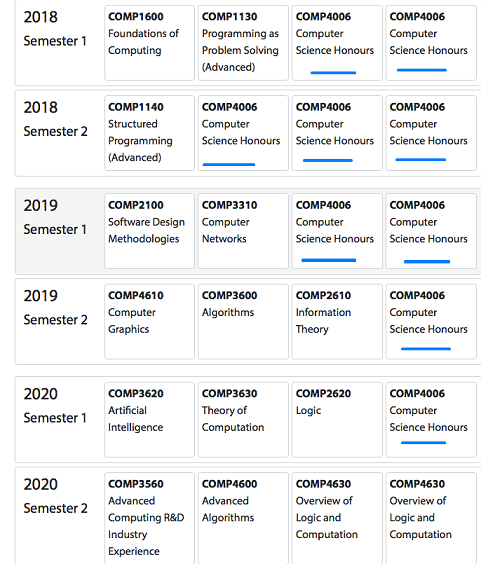 2018
Semester 1
COMP1600
Foundations of
Computing
COMP1130
Programming as
Problem Solving
(Advanced)
COMP4006
Computer
Science Honours
COMP4006
Computer
Science Honours
2018
Semester 2
COMP1140
Structured
Programming
(Advanced)
COMP4006
Computer
Science Honours
COMP4006
Computer
Science Honours
COMP4006
Computer
Science Honours
2019
Semester 1
COMP2100
Software Design
Methodologies
COMP3310
Computer
Networks
COMP4006
Computer
Science Honours
COMP4006
Computer
Science Honours
2019
Semester 2
COMP4610
Computer
Graphics
COMP3600
Algorithms
COMP2610
Information
Theory
COMP4006
Computer
Science Honours
2020
Semester 1
COMP3620
Artificial
Intelligence
COMP3630
Theory of
Computation
COMP2620
Logic
COMP4006
Computer
Science Honours
2020
Semester 2
COMP3560
Advanced
Computing R&D
Industry
Experience
COMP4600
Advanced
Algorithms
COMP4630
Overview of
Logic and
Computation
COMP4630
Overview of
Logic and
Computation